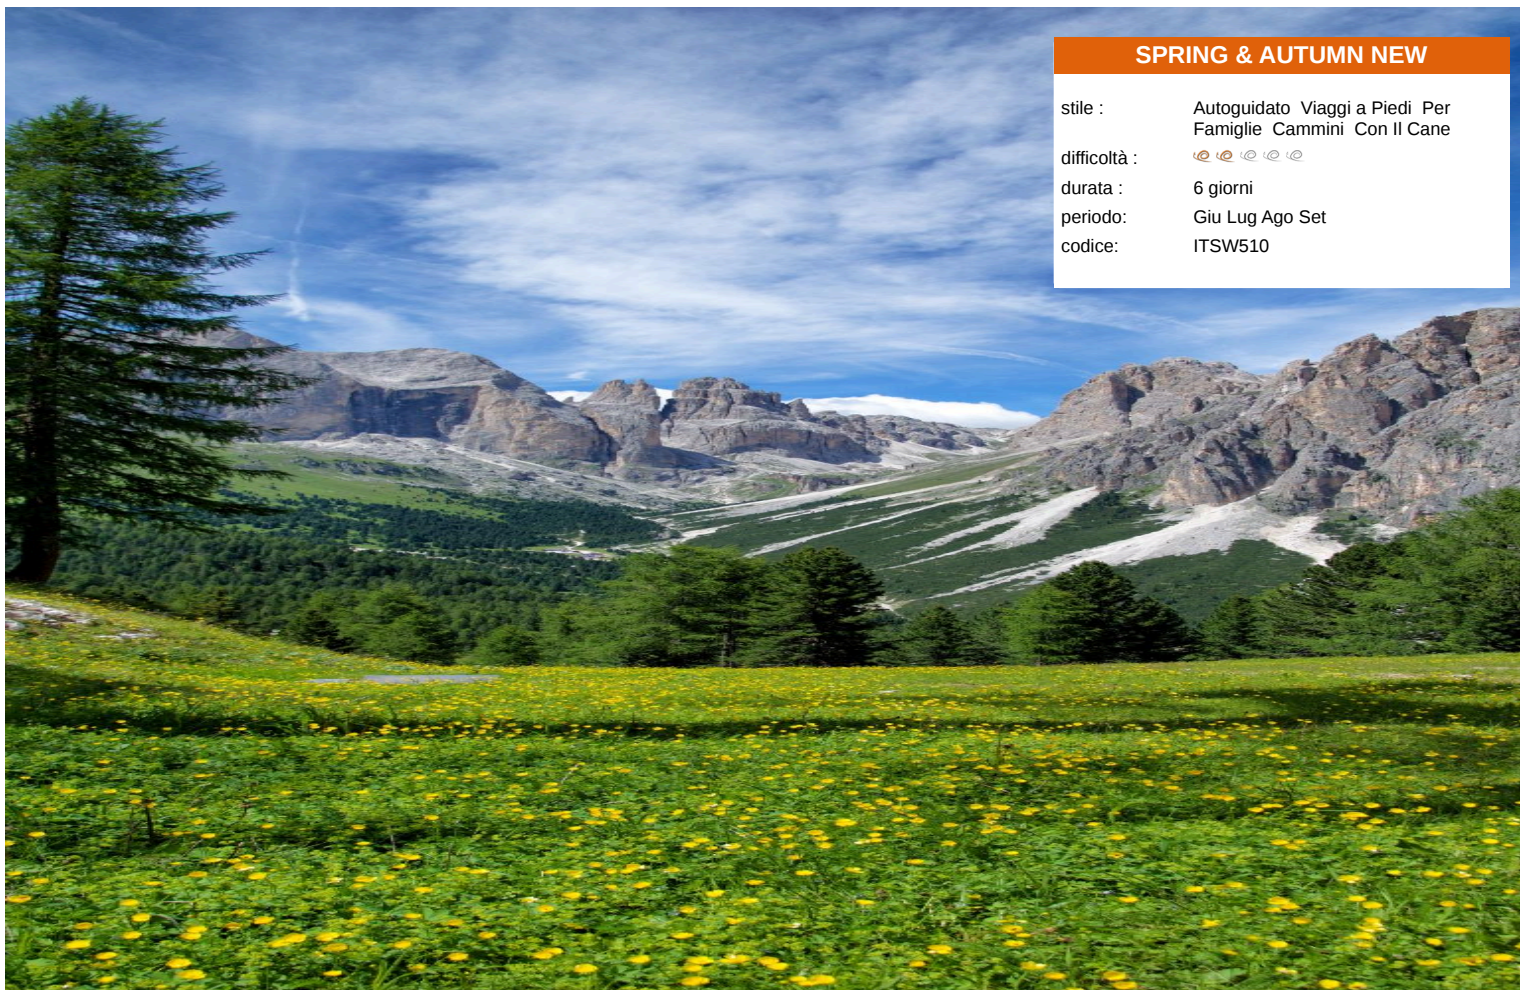 SPRING & AUTUMN NEW
stile : Autoguidato Viaggi a Piedi Per
Famiglie Cammini Con Il Cane
difficoltà :
durata : 6 giorni
periodo: Giu Lug Ago Set
codice: ITSW510